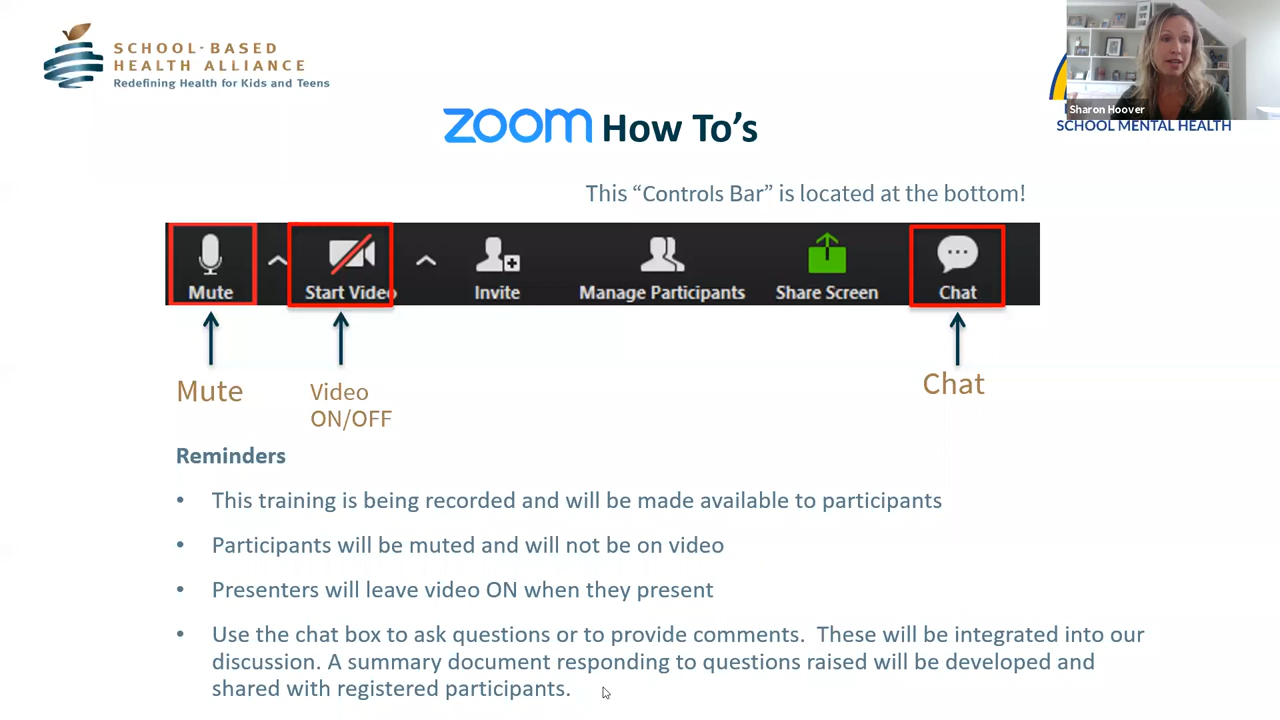 SCHOOL-BASED
HEALTH ALLIANCE
Redefining Health for Kids and Teens
Sharon Hoover
SCHOOL MENTAL HEALTH
zoom How To's
This “Controls Bar” is located at the bottom!
Mute
Start Video
Invite
Manage Participants
Share Screen
Chat
Mute
Video
ON/OFF
Chat
Reminders
• This training is being recorded and will be made available to participants
• Participants will be muted and will not be on video
• Presenters will leave video ON when they present
• Use the chat box to ask questions or to provide comments.  These will be integrated into our
discussion. A summary document responding to questions raised will be developed and
shared with registered participants.